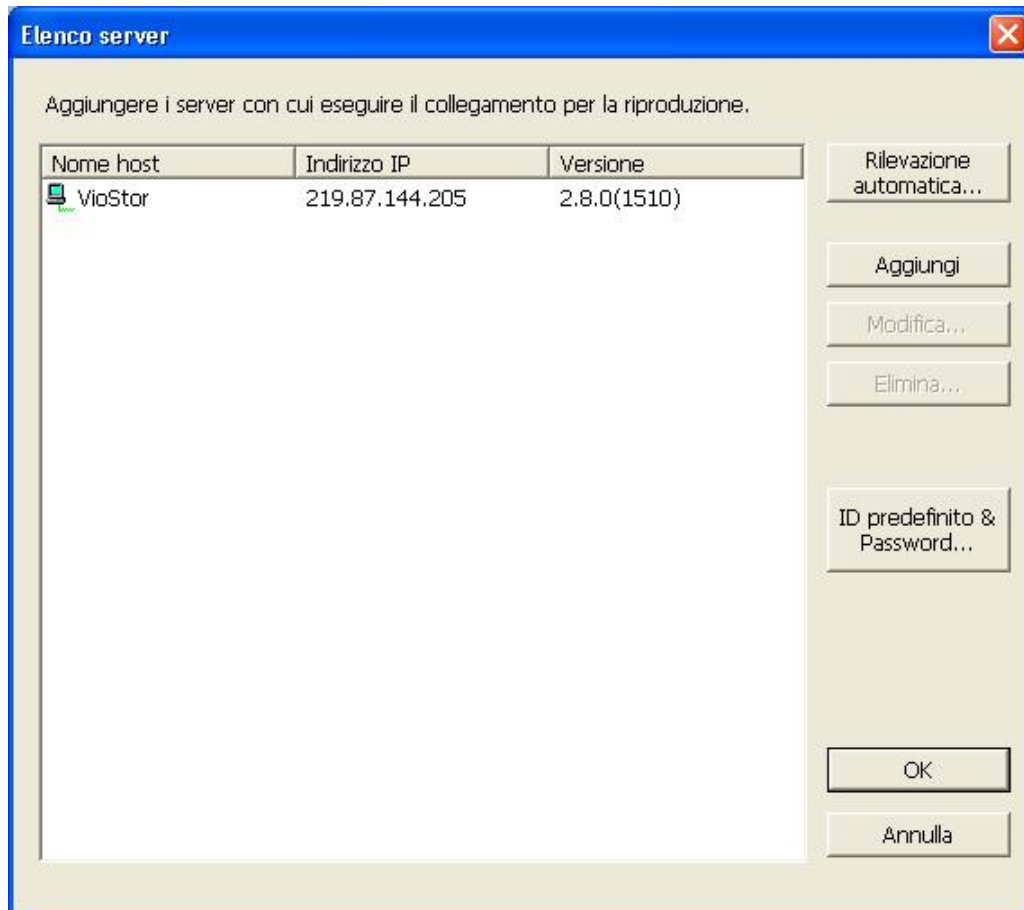 Elenco server
Aggiungere i server con cui eseguire il collegamento per la riproduzione.
Nome host Indirizzo IP Versione
VioStor 219.87.144.205 2.8.0(1510)
Rilevazione
automatica...
Aggiungi
Modifica...
Elimina...
ID predefinito &
Password...
OK
Annulla